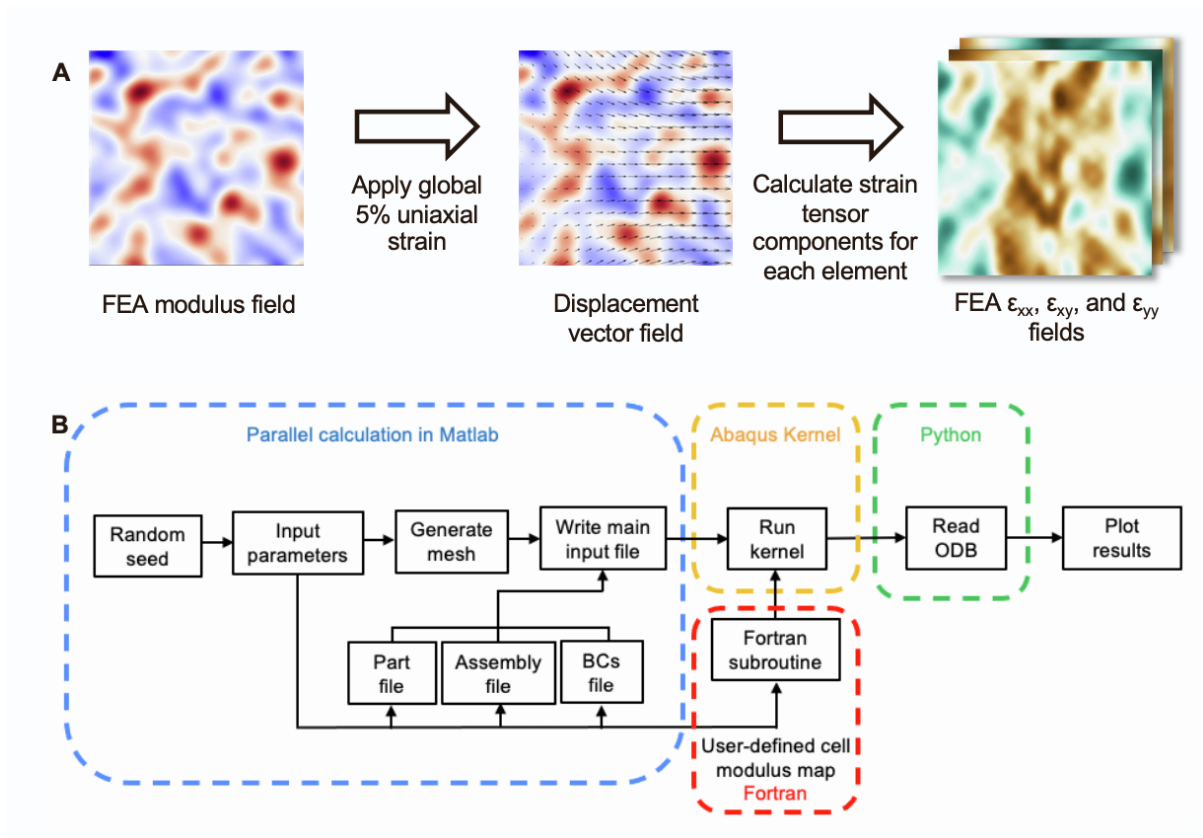 A
Apply global
5% uniaxial
strain
Calculate strain
tensor
components for
each element
FEA modulus field
Displacement
vector field
FEA εxx, εxy, and εyy
fields
B
Parallel calculation in Matlab
Abaqus Kernel
Python
Random
seed
Input
parameters
Generate
mesh
Write main
input file
Run
kernel
Read
ODB
Plot
results
Part
file
Assembly
file
BCs
file
Fortran
subroutine
User-defined cell
modulus map
Fortran